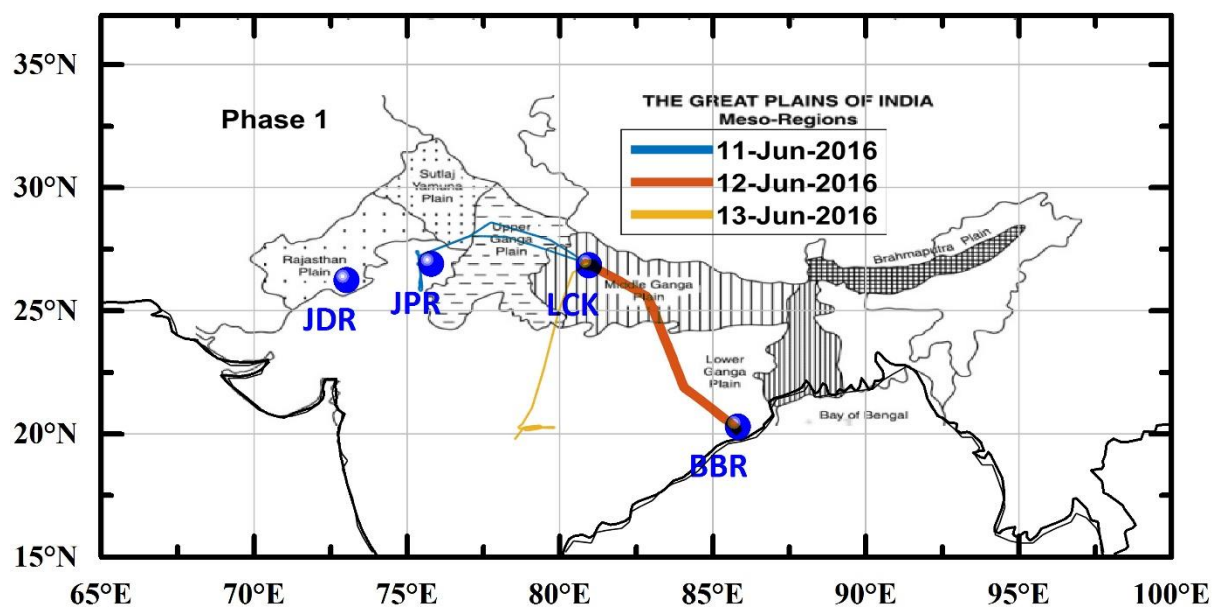 35°N
30°N
25°N
20°N
15°N
65°E
70°E
75°E
80°E
85°E
90°E
95°E
100°E
Phase 1
THE GREAT PLAINS OF INDIA
Meso-Regions
11-Jun-2016
12-Jun-2016
13-Jun-2016
Sutlaj
Yamuna
Plain
Upper
Ganga
Plain
Rajasthan
Plain
Brahmaputra Plain
Middle Ganga
Plain
Lower
Ganga
Plain
Bay of Bengal
JDR
JPR
LCK
BBR